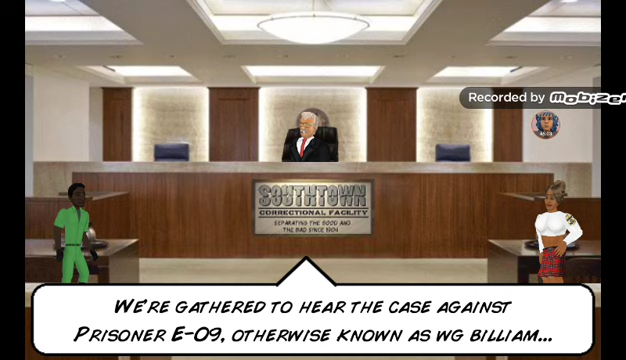 Recorded by mobizen
SOUTHTOWN
CORRECTIONAL FACILITY
SEPARATING THE GOOD AND
THE BAD SINCE 1904
WE'RE GATHERED TO HEAR THE CASE AGAINST
PRISONER E-09, OTHERWISE KNOWN AS WG BILLIAM...